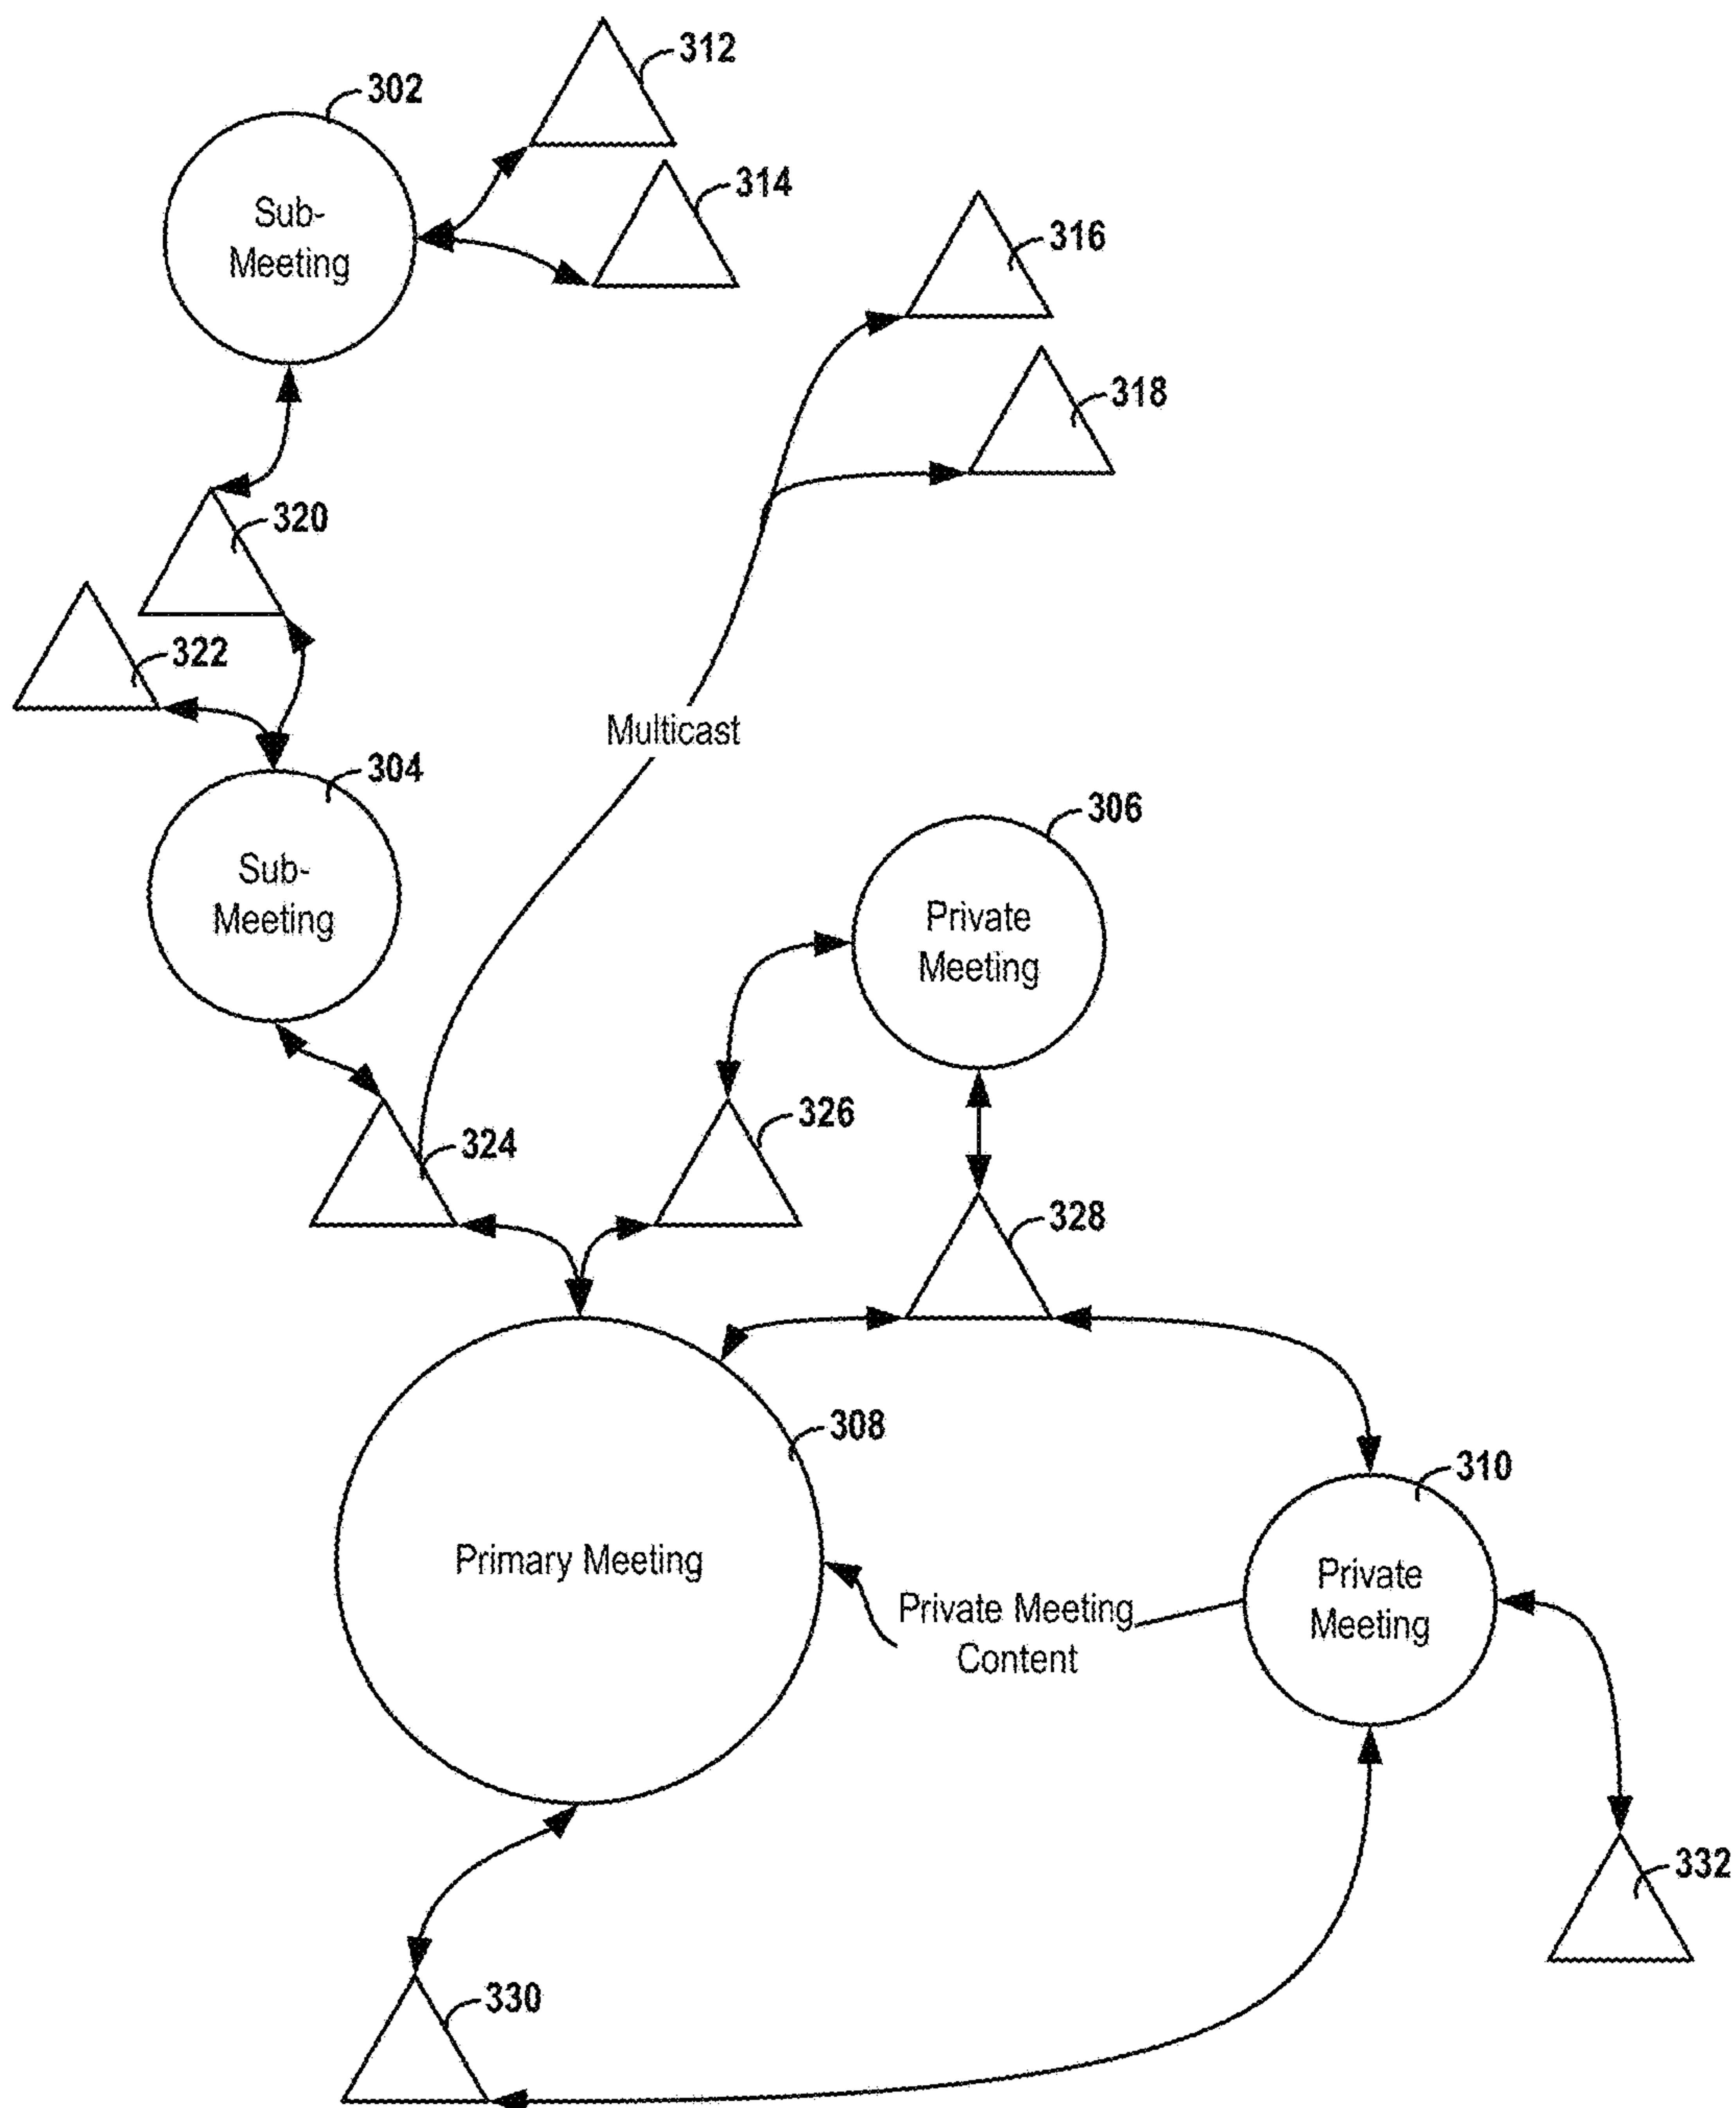 312
302
314
Sub-
Meeting
316
318
320
322
Multicast
304
306
Sub-
Meeting
Private
Meeting
326
324
328
308
310
Primary Meeting
Private
Meeting
Private Meeting
Content
332
330